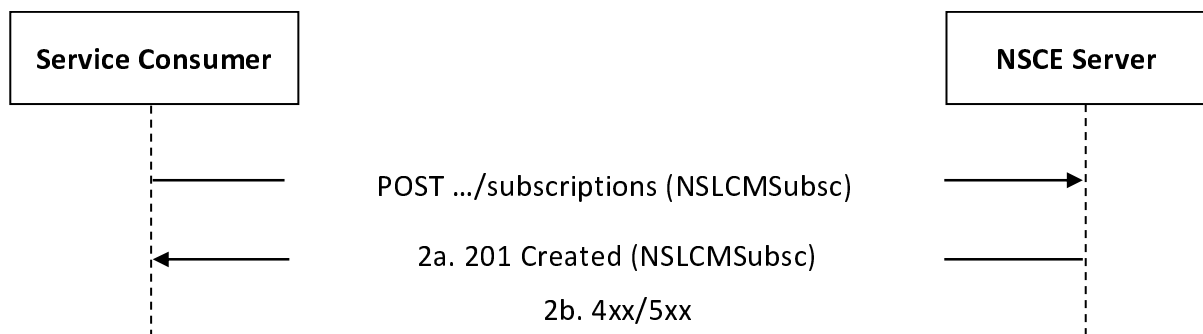 Service Consumer
NSCE Server
POST …/subscriptions (NSLCMSubsc)
2a. 201 Created (NSLCMSubsc)
2b. 4xx/5xx